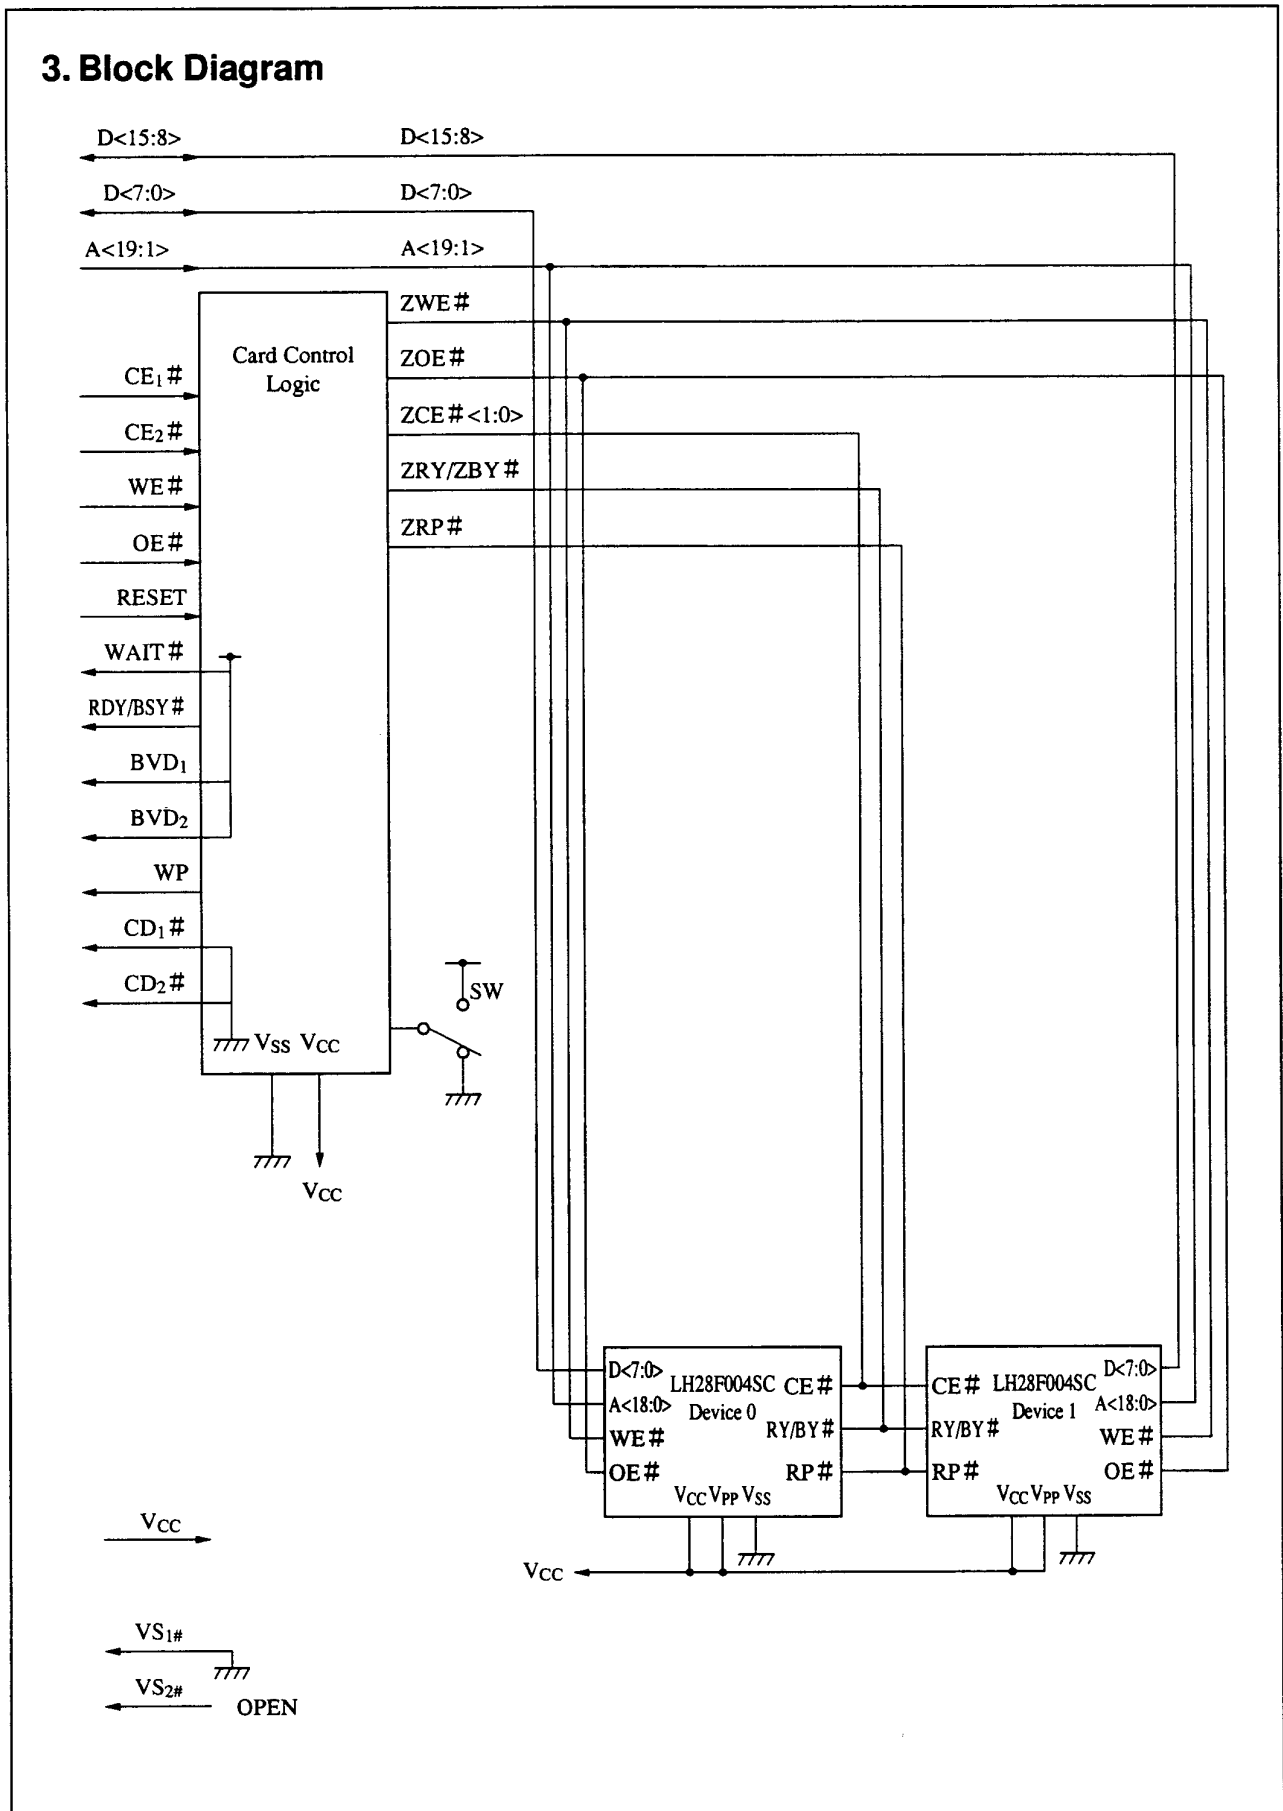 3. Block Diagram
D<15:8> D<15:8>
D<7:0> D<7:0>
A<19:1> A<19:1>
ZWE#
Card Control
Logic
ZOE#
CE1#
ZCE#<1:0>
CE2#
ZRY/ZBY#
WE#
ZRP#
OE#
RESET
WAIT#
RDY/BSY#
BVD1
BVD2
WP
CD1#
CD2#
SW
VSS VCC
VCC
D<7:0>
LH28F004SC
Device 0
A<18:0>
WE#
OE#
CE#
RY/BY#
RP#
VCC VPP VSS
CE#
RY/BY#
RP#
LH28F004SC
Device 1
D<7:0>
A<18:0>
WE#
OE#
VCC VPP VSS
VCC
VCC
VS1#
VS2#
OPEN